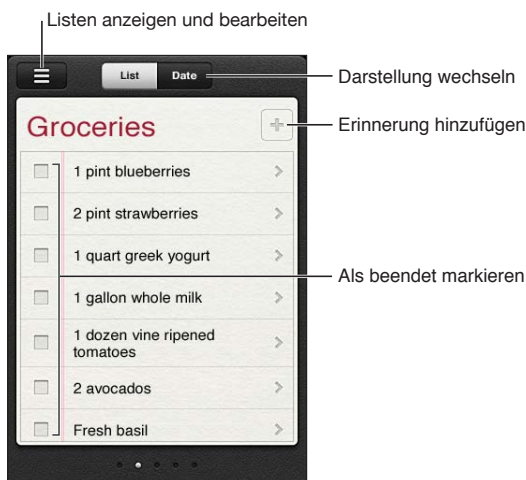 Listen anzeigen und bearbeiten
List Date
Darstellung wechseln
Groceries
Erinnerung hinzufügen
1 pint blueberries
2 pint strawberries
1 quart greek yogurt
Als beendet markieren
1 gallon whole milk
1 dozen vine ripened
tomatoes
2 avocados
Fresh basil